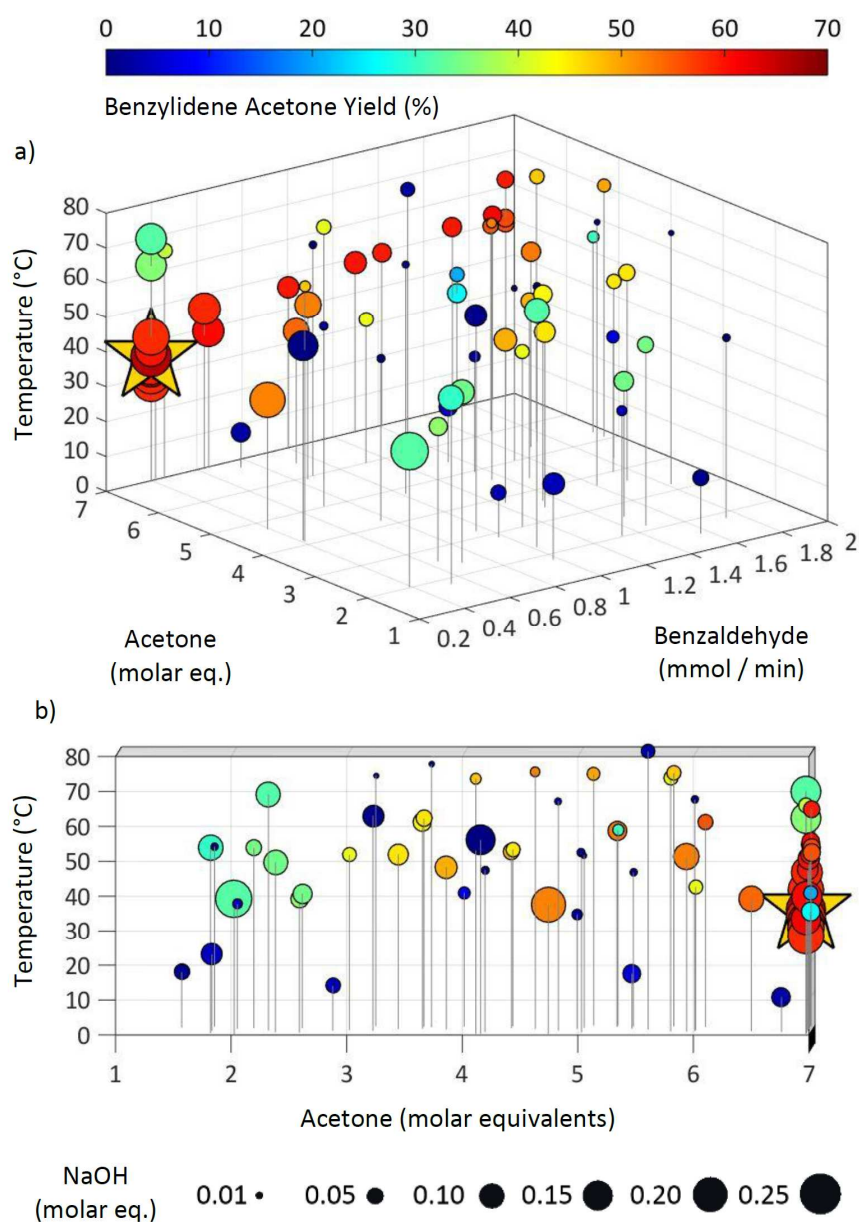 0 10 20 30 40 50 60 70
Benzylidene Acetone Yield (%)
a)
80
70
60
50
40
30
20
10
0
Temperature (°C)
7 6 5 4 3 2 1
Acetone
(molar eq.)
0.2 0.4 0.6 0.8 1 1.2 1.4 1.6 1.8 2
Benzaldehyde
(mmol / min)
b)
80
70
60
50
40
30
20
10
0
Temperature (°C)
1 2 3 4 5 6 7
Acetone (molar equivalents)
NaOH
(molar eq.)
0.01 0.05 0.10 0.15 0.20 0.25